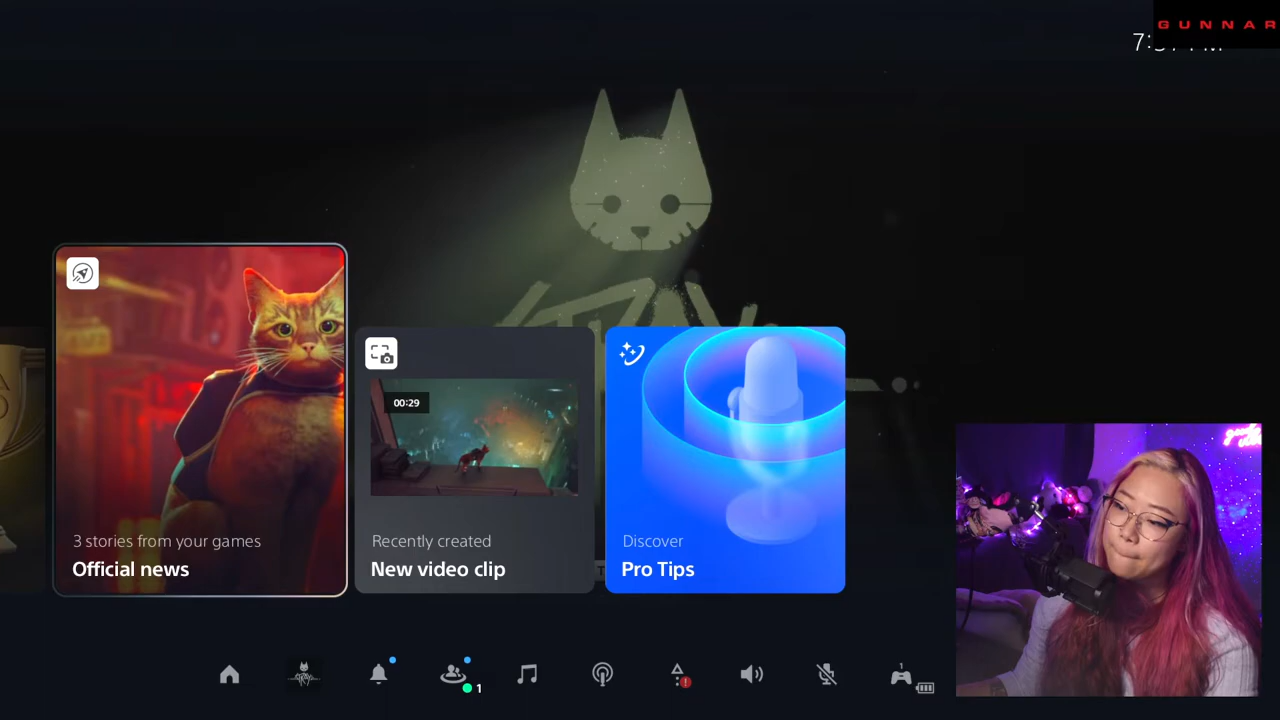 GUNNAR
3 stories from your games
Official news
00:29
Recently created
New video clip
Discover
Pro Tips
1
1